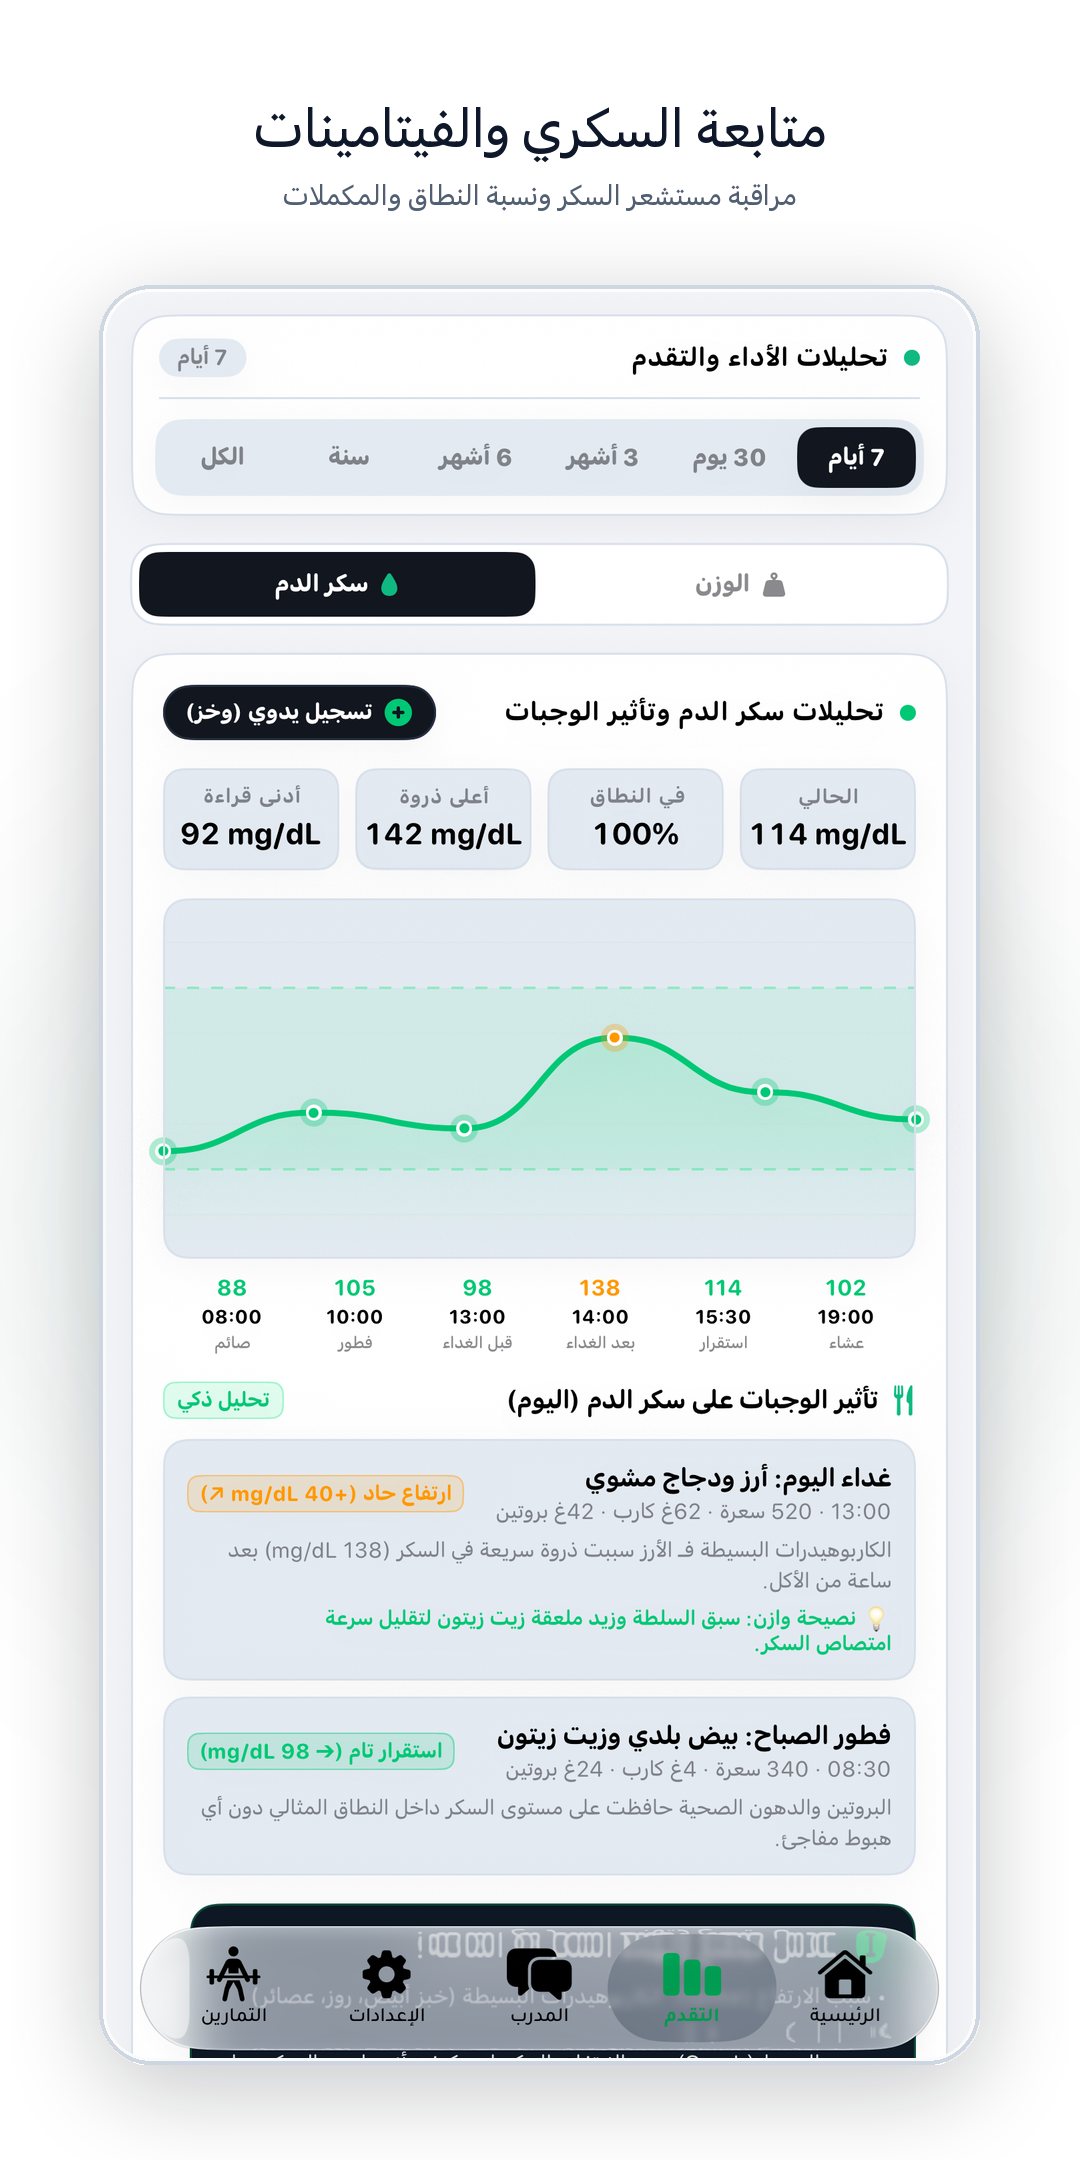 متابعة السكري والفيتامينات
مراقبة مستشعر السكر ونسبة النطاق والمكملات
تحليلات الأداء والتقدم
7 أيام
7 أيام
30 يوم
3 أشهر
6 أشهر
سنة
الكل
الوزن
سكر الدم
تحليلات سكر الدم وتأثير الوجبات
تسجيل يدوي (وخز)
الحالي
114 mg/dL
في النطاق
100%
أعلى ذروة
142 mg/dL
أدنى قراءة
92 mg/dL
88
08:00
صائم
105
10:00
فطور
98
13:00
قبل الغداء
138
14:00
بعد الغداء
114
15:30
استقرار
102
19:00
عشاء
تأثير الوجبات على سكر الدم (اليوم)
تحليل ذكي
غداء اليوم: أرز ودجاج مشوي
ارتفاع حاد (+40 mg/dL ↗)
13:00 · 520 سعرة · 62غ كارب · 42غ بروتين
الكاربوهيدرات البسيطة فـ الأرز سببت ذروة سريعة في السكر (138 mg/dL) بعد
ساعة من الأكل.
💡 نصيحة وازن: سبق السلطة وزيد ملعقة زيت زيتون لتقليل سرعة
امتصاص السكر.
فطور الصباح: بيض بلدي وزيت زيتون
استقرار تام (➔ 98 mg/dL)
08:30 · 340 سعرة · 4غ كارب · 24غ بروتين
البروتين والدهون الصحية حافظت على مستوى السكر داخل النطاق المثالي دون أي
هبوط مفاجئ.
البسيطة (خبز أبيض، روز، عصائر)
الرئيسية
التقدم
المدرب
الإعدادات
التمارين